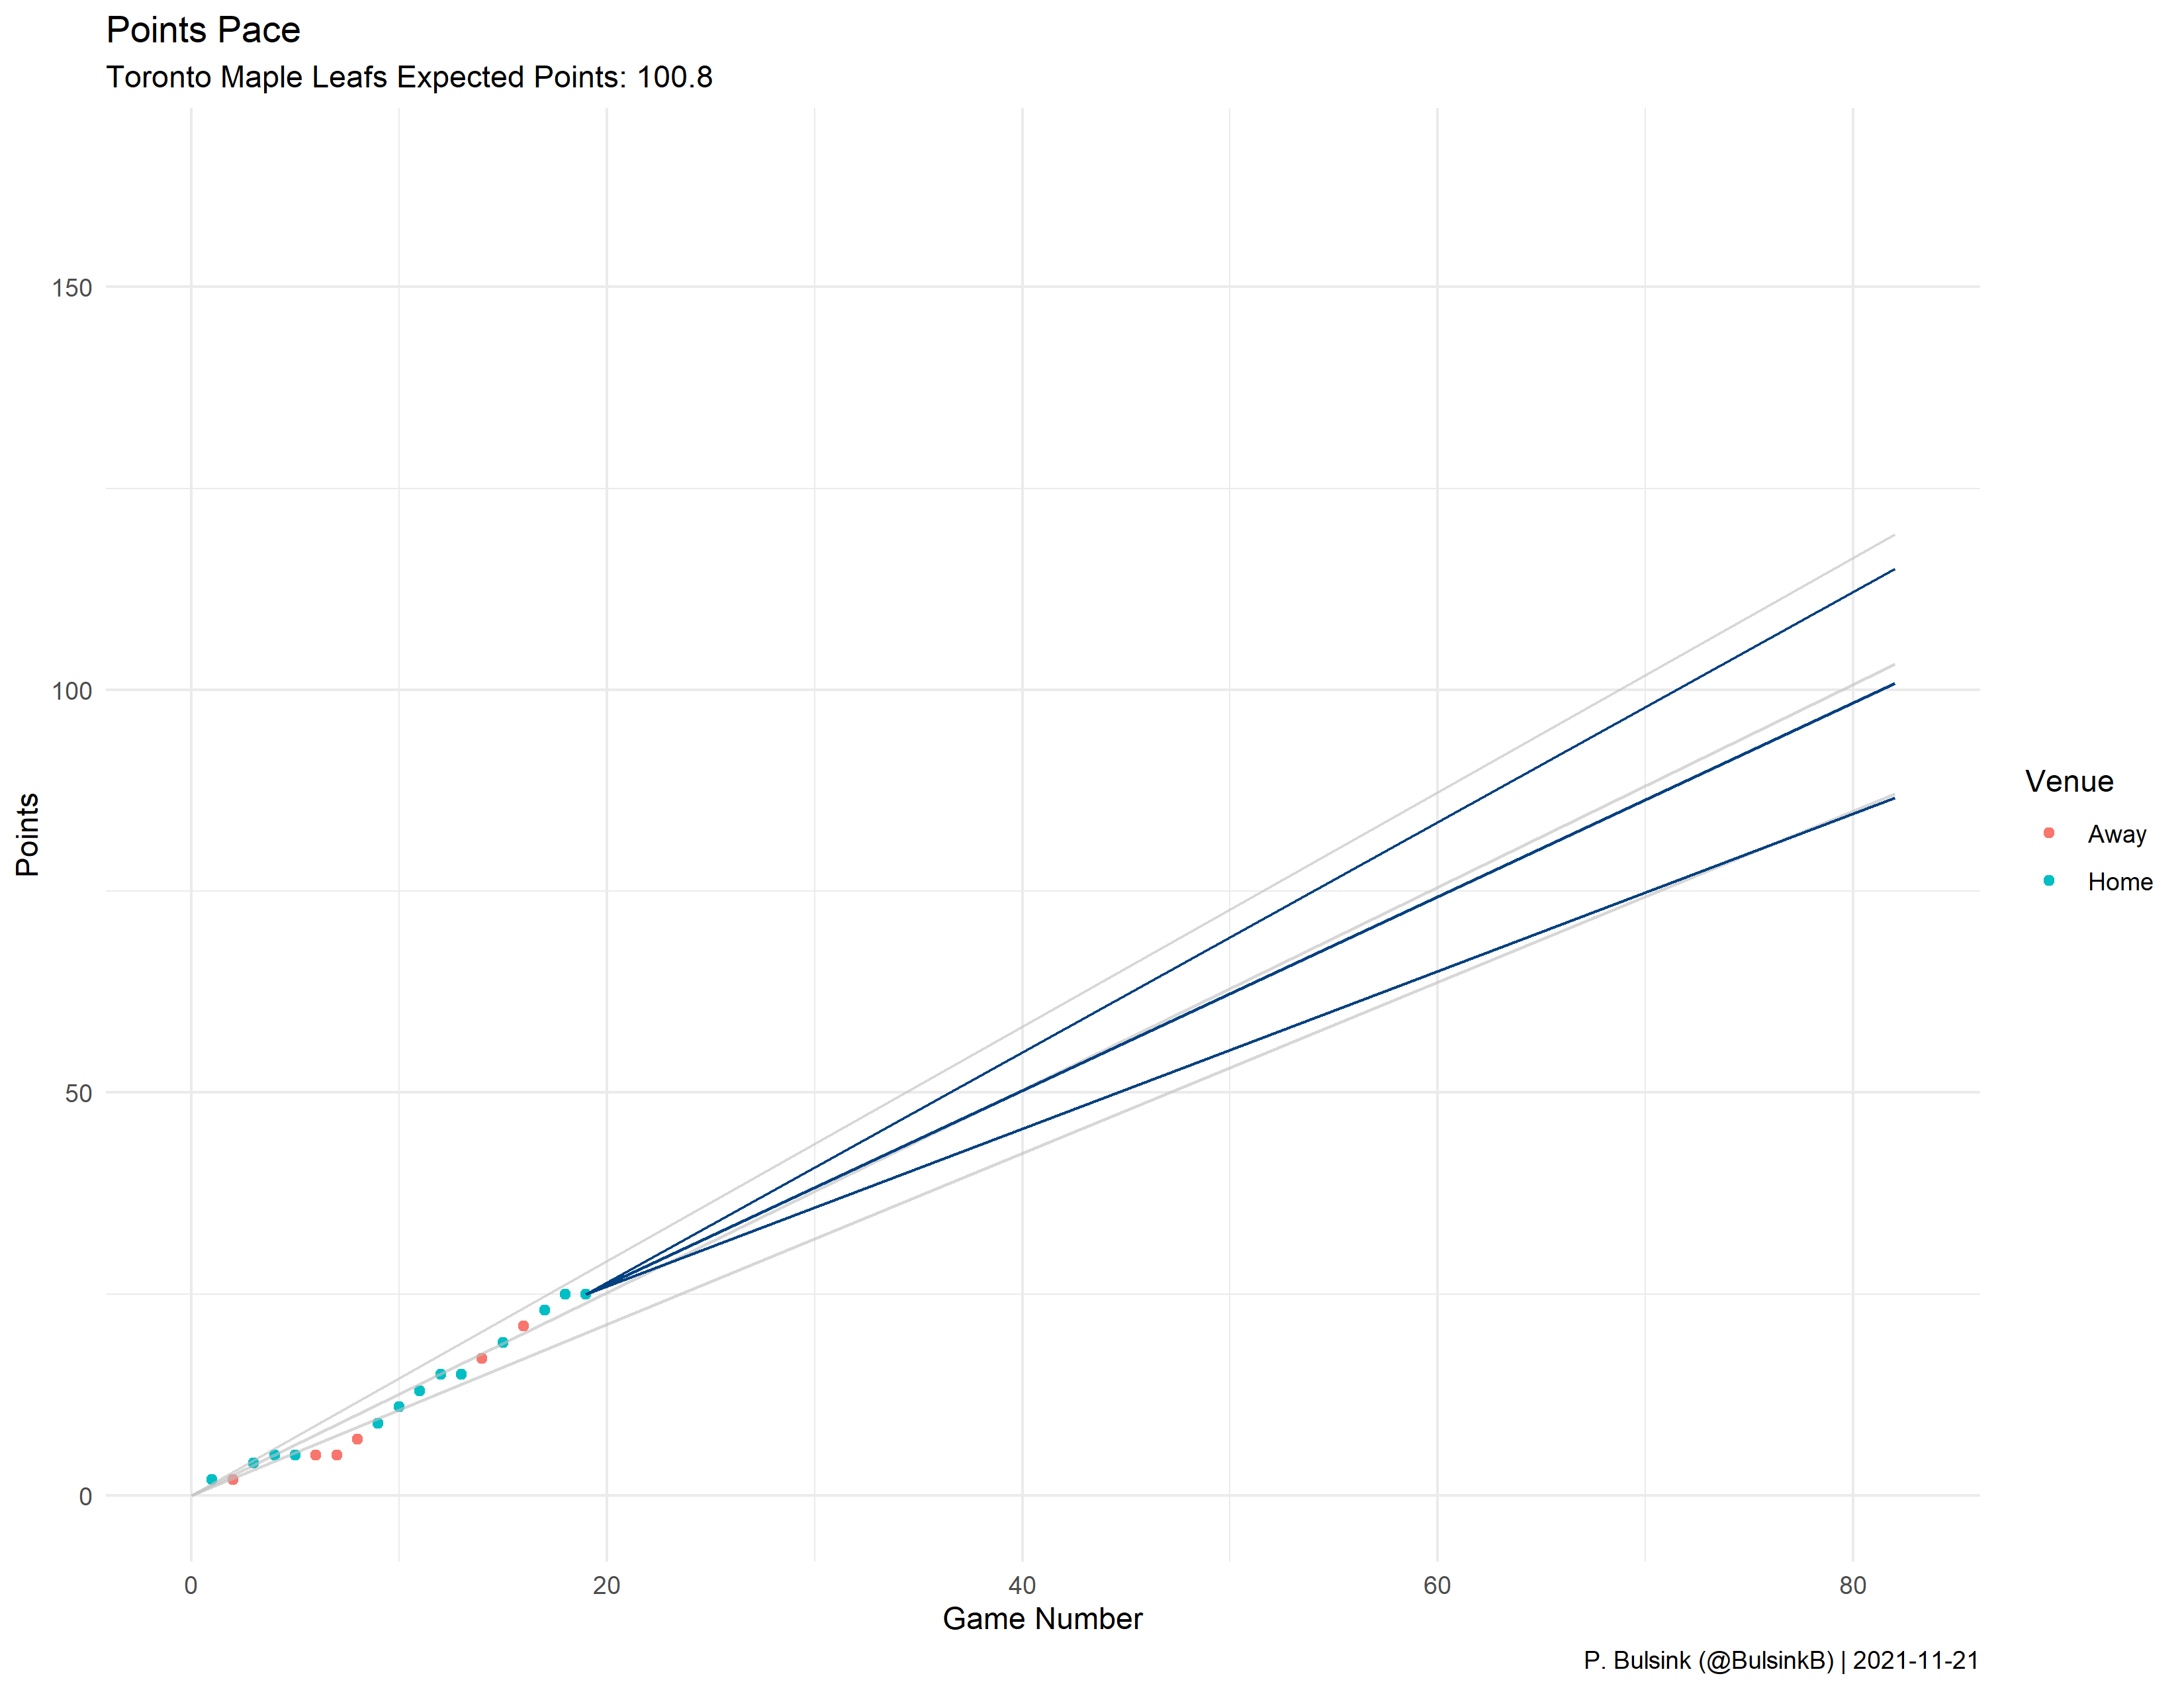 Points Pace
Toronto Maple Leafs Expected Points: 100.8
150
100
50
0
Points
0 20 40 60 80
Game Number
Venue
Away
Home
P. Bulsink (@BulsinkB) | 2021-11-21